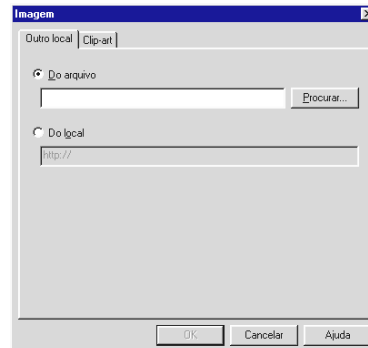 Imagem
Outro local Clip-art
Do arquivo
Procurar...
Do local
http://
OK Cancelar Ajuda